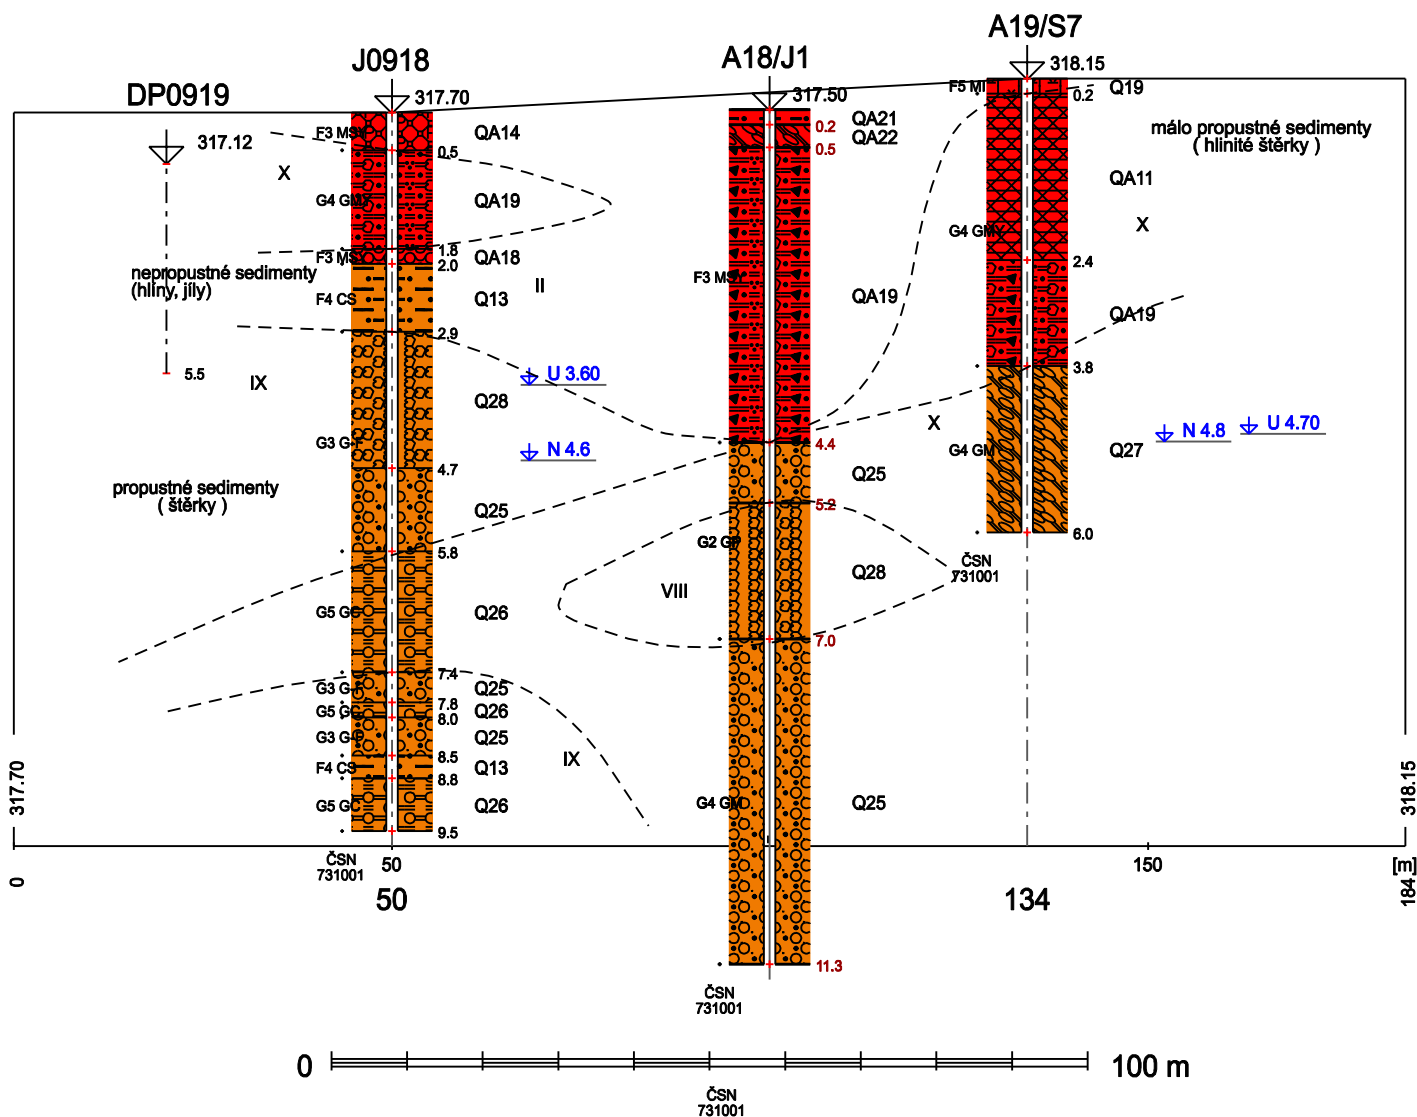 A19/S7
318.15
J0918
A18/J1
DP0919
317.70
317.50
317.12
F5 MI
0.2
Q19
málo propustné sedimenty
( hlinité štěrky )
F3 MSY
QA14
0.5
X
G4 GMY
QA19
1.8
F3 MSY
QA18
2.0
nepropustné sedimenty
(hlíny, jíly)
F4 CS
Q13
II
2.9
5.5
IX
Q28
U 3.60
G3 G-F
N 4.6
4.7
propustné sedimenty
( štěrky )
Q25
5.8
G5 GC
Q26
7.4
G3 G-F
Q25
7.8
G5 GC
Q26
8.0
G3 G-F
Q25
8.5
F4 CS
Q13
8.8
G5 GC
Q26
9.5
IX
QA21
0.2
QA22
0.5
F3 MSY
QA19
4.4
Q25
5.2
G2 GP
VIII
Q28
7.0
G4 GM
Q25
11.3
QA11
G4 GMY
X
2.4
QA19
3.8
X
G4 GM
Q27
N 4.8
U 4.70
6.0
ČSN
731001
317.70
318.15
0
ČSN
731001
50
150
[m]
184.
50
134
ČSN
731001
0
100 m
ČSN
731001